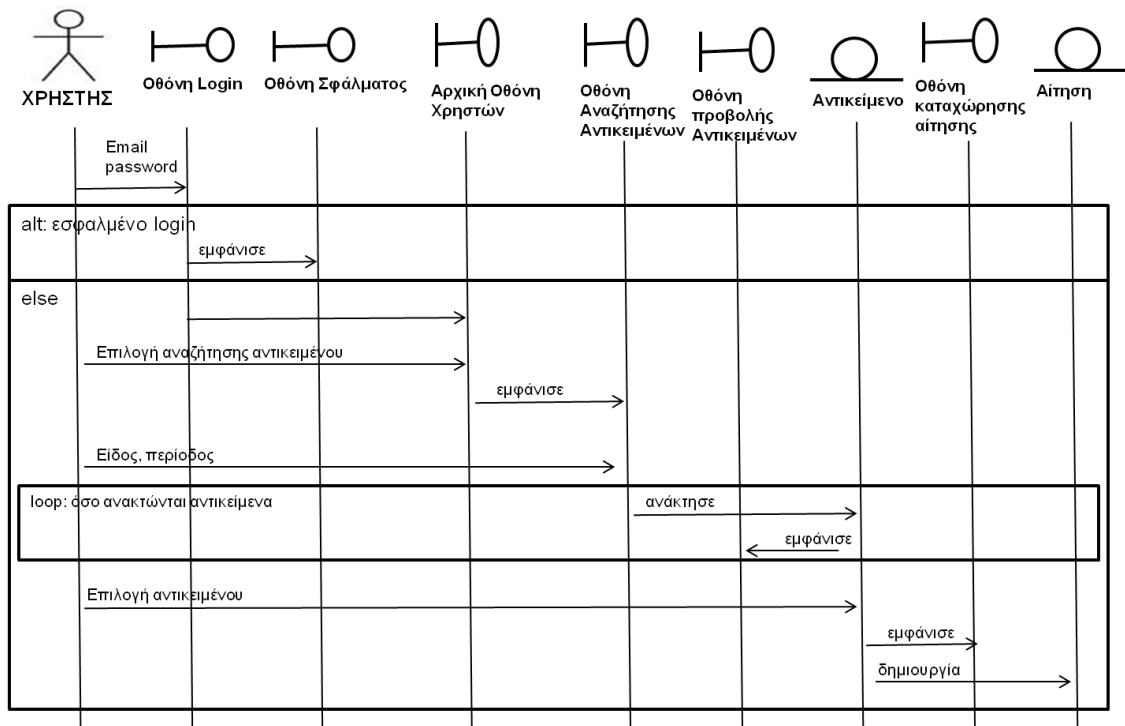 ΧΡΗΣΤΗΣ
Οθόνη Login
Οθόνη Σφάλματος
Αρχική Οθόνη
Χρηστών
Οθόνη
Αναζήτησης
Αντικειμένων
Οθόνη
προβολής
Αντικειμένων
Αντικείμενο
Οθόνη
καταχώρησης
αίτησης
Αίτηση
Email
password
alt: εσφαλμένο login
εμφάνισε
else
Επιλογή αναζήτησης αντικειμένου
εμφάνισε
Είδος, περίοδος
loop: όσο ανακτώνται αντικείμενα
ανάκτησε
εμφάνισε
Επιλογή αντικειμένου
εμφάνισε
δημιουργία